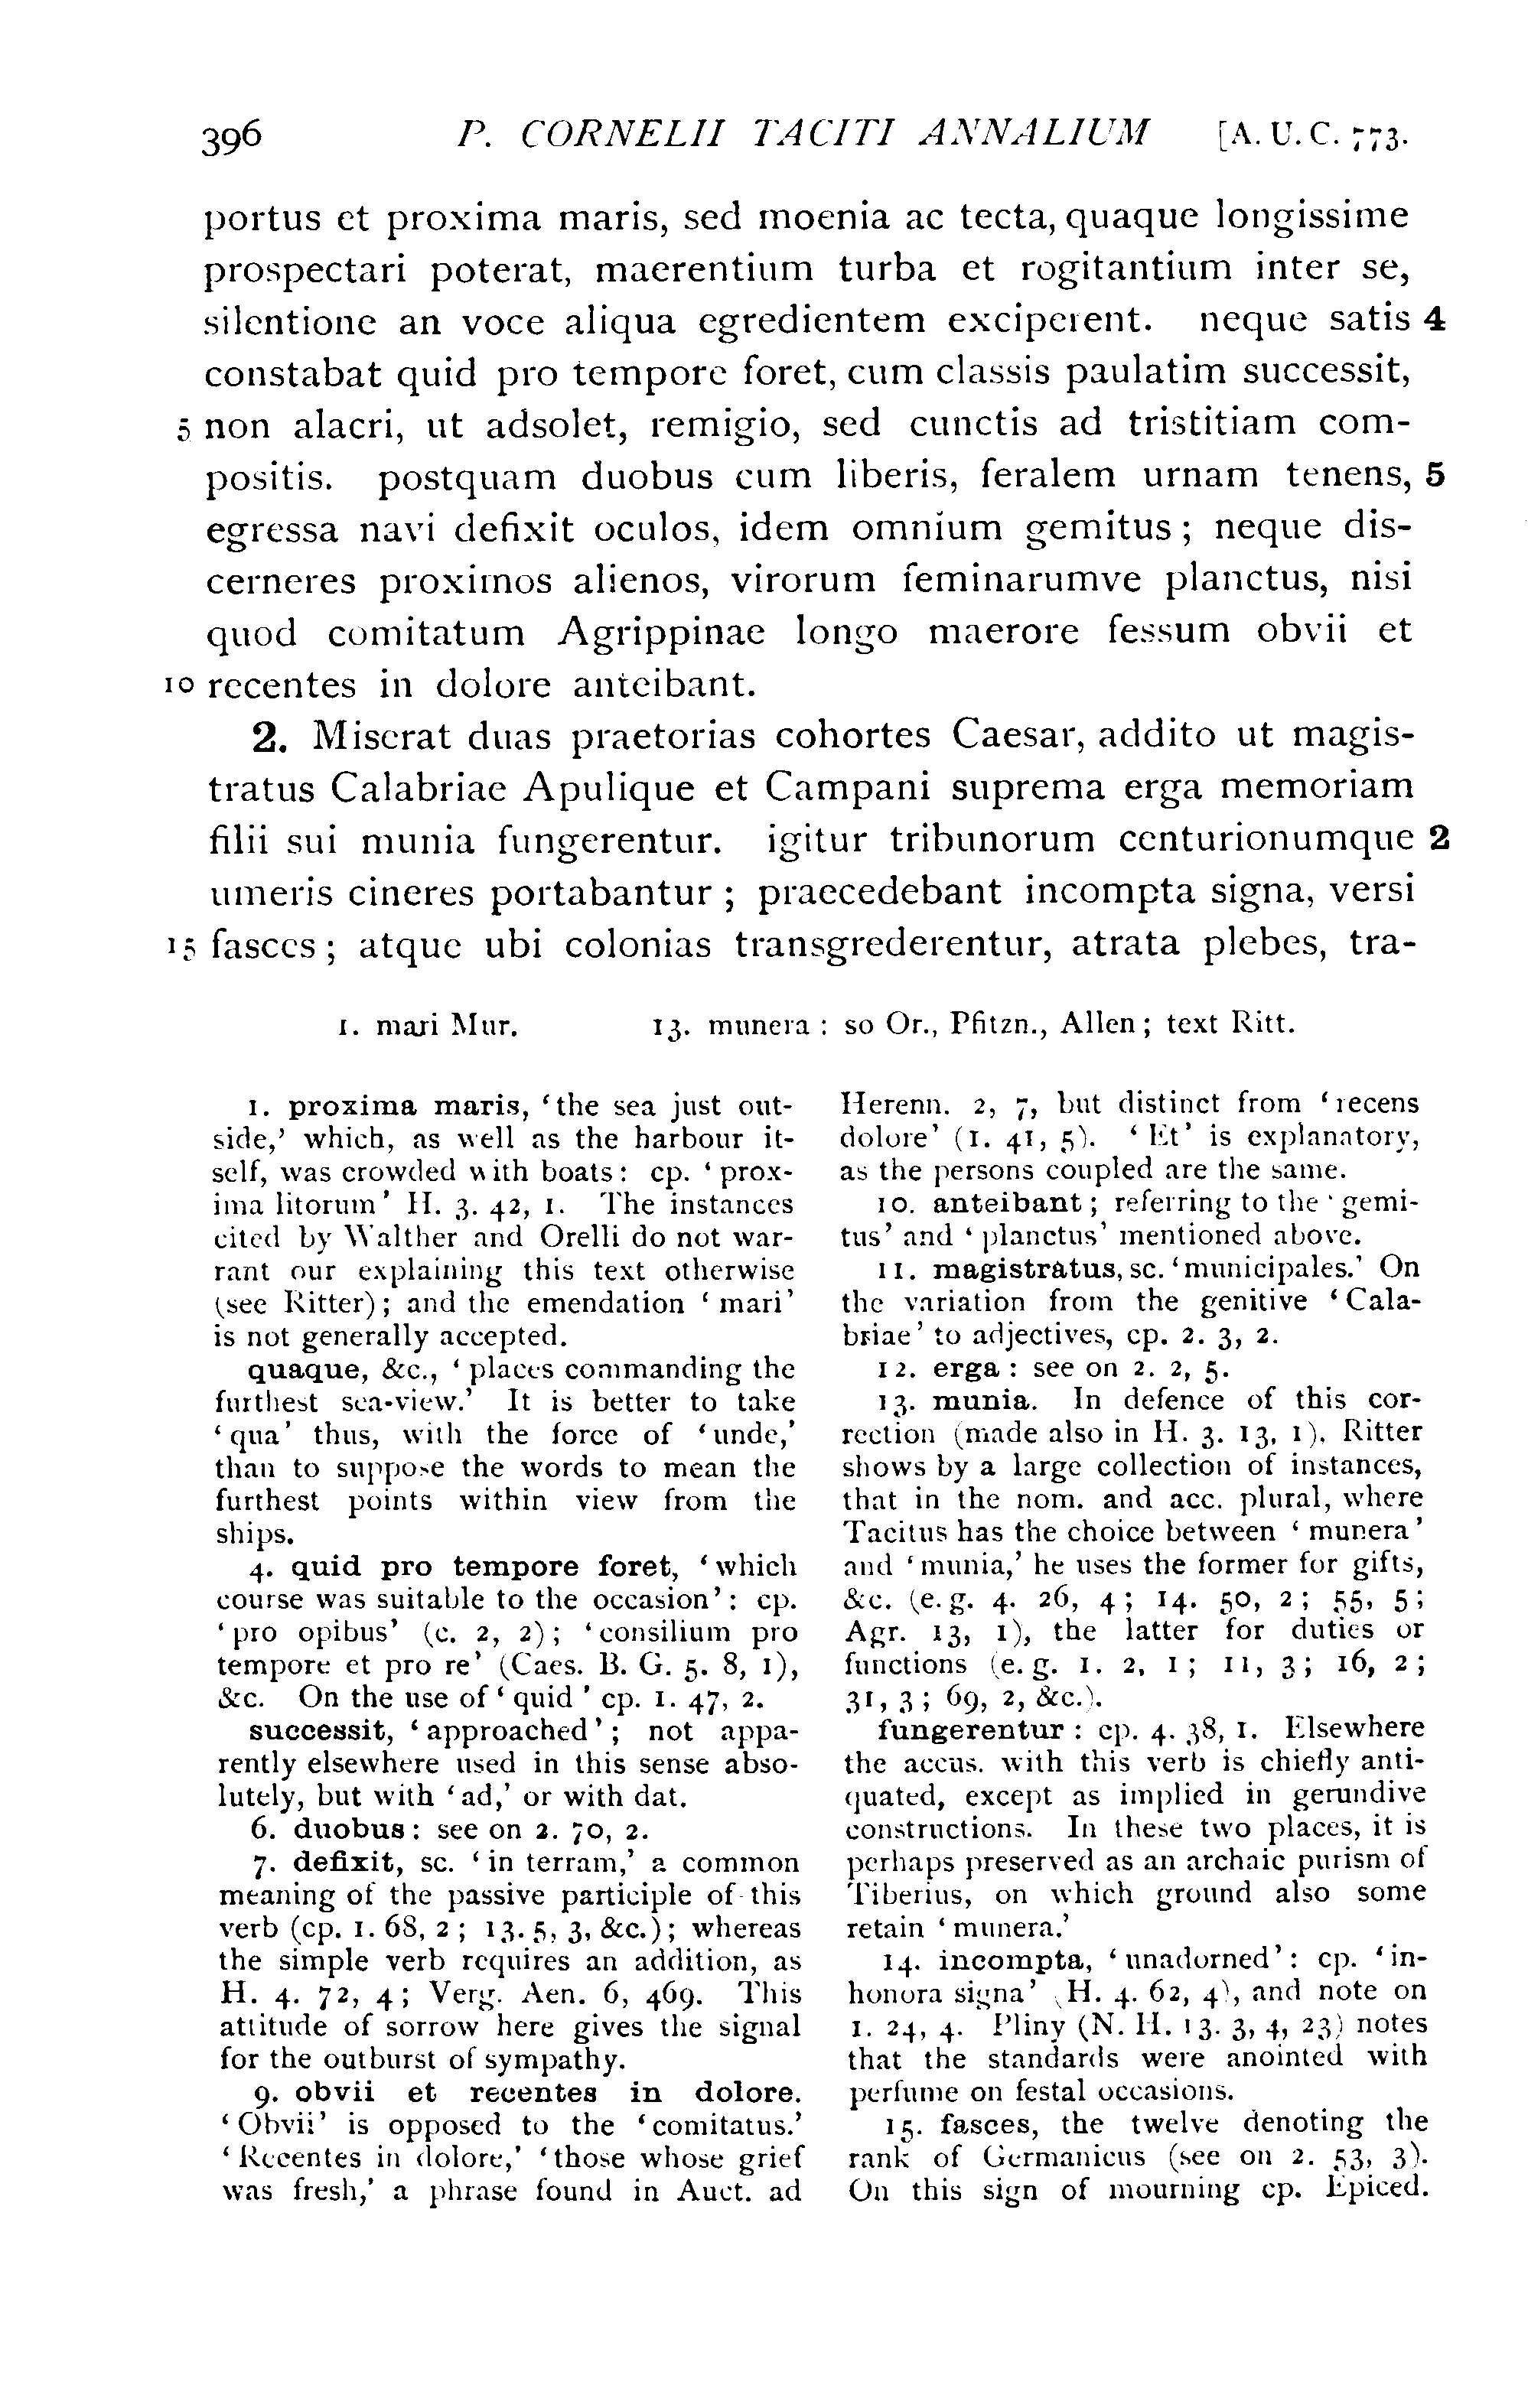 396 P. CORNELII TACITI ANNALIUM [A. U. C. 773.
portus et proxima maris, sed moenia ac tecta, quaque longissime
prospectari poterat, maerentium turba et rogitantium inter se,
silentione an voce aliqua egredientem exciperent. neque satis 4
constabat quid pro tempore foret, cum classis paulatim successit,
5 non alacri, ut adsolet, remigio, sed cunctis ad tristitiam com-
positis. postquam duobus cum liberis, feralem urnam tenens, 5
egressa navi defixit oculos, idem omnium gemitus; neque dis-
cerneres proximos alienos, virorum feminarumve planctus, nisi
quod comitatum Agrippinae longo maerore fessum obvii et
10 recentes in dolore anteibant.
2. Miserat duas praetorias cohortes Caesar, addito ut magis-
tratus Calabriae Apulique et Campani suprema erga memoriam
filii sui munia fungerentur. igitur tribunorum centurionumque 2
umeris cineres portabantur; praecedebant incompta signa, versi
15 fasces; atque ubi colonias transgrederentur, atrata plebes, tra-
1. mari Mur. 13. munera: so Or., Pfitzn., Allen; text Ritt.
1. proxima maris, 'the sea just out-
side,' which, as well as the harbour it-
self, was crowded with boats: cp. 'prox-
ima litorum' H. 3. 42, 1. The instances
cited by Walther and Orelli do not war-
rant our explaining this text otherwise
(see Ritter); and the emendation 'mari'
is not generally accepted.
quaque, &c., 'places commanding the
furthest sea-view.' It is better to take
'qua' thus, with the force of 'unde,'
than to suppose the words to mean the
furthest points within view from the
ships.
4. quid pro tempore foret, 'which
course was suitable to the occasion': cp.
'pro opibus' (c. 2, 2); 'consilium pro
tempore et pro re' (Caes. B. G. 5. 8, 1),
&c. On the use of 'quid' cp. 1. 47, 2.
successit, 'approached'; not appa-
rently elsewhere used in this sense abso-
lutely, but with 'ad,' or with dat.
6. duobus: see on 2. 70, 2.
7. defixit, sc. 'in terram,' a common
meaning of the passive participle of this
verb (cp. 1. 68, 2; 13. 5, 3, &c.); whereas
the simple verb requires an addition, as
H. 4. 72, 4; Verg. Aen. 6, 469. This
attitude of sorrow here gives the signal
for the outburst of sympathy.
9. obvii et recentes in dolore.
'Obvii' is opposed to the 'comitatus.'
'Recentes in dolore,' 'those whose grief
was fresh,' a phrase found in Auct. ad
Herenn. 2, 7, but distinct from 'recens
dolore' (1. 41, 5). 'Et' is explanatory,
as the persons coupled are the same.
10. anteibant; referring to the 'gemi-
tus' and 'planctus' mentioned above.
11. magistratus, sc. 'municipales.' On
the variation from the genitive 'Cala-
briae' to adjectives, cp. 2. 3, 2.
12. erga: see on 2. 2, 5.
13. munia. In defence of this cor-
rection (made also in H. 3. 13, 1), Ritter
shows by a large collection of instances,
that in the nom. and acc. plural, where
Tacitus has the choice between 'munera'
and 'munia,' he uses the former for gifts,
&c. (e. g. 4. 26, 4; 14. 50, 2; 55, 5;
Agr. 13, 1), the latter for duties or
functions (e. g. 1. 2, 1; 11, 3; 16, 2;
31, 3; 69, 2, &c.).
fungerentur: cp. 4. 38, 1. Elsewhere
the accus. with this verb is chiefly anti-
quated, except as implied in gerundive
constructions. In these two places, it is
perhaps preserved as an archaic purism of
Tiberius, on which ground also some
retain 'munera.'
14. incompta, 'unadorned': cp. 'in-
honora signa' (H. 4. 62, 4), and note on
1. 24, 4. Pliny (N. H. 13. 3, 4, 23) notes
that the standards were anointed with
perfume on festal occasions.
15. fasces, the twelve denoting the
rank of Germanicus (see on 2. 53, 3).
On this sign of mourning cp. Epiced.